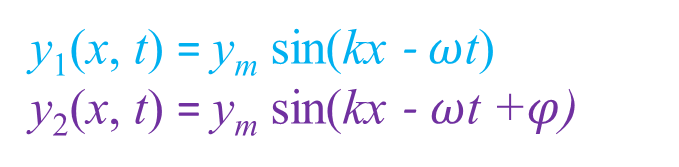 y₁(x, t) = yₘ sin(kx - ωt)
y₂(x, t) = yₘ sin(kx - ωt +φ)